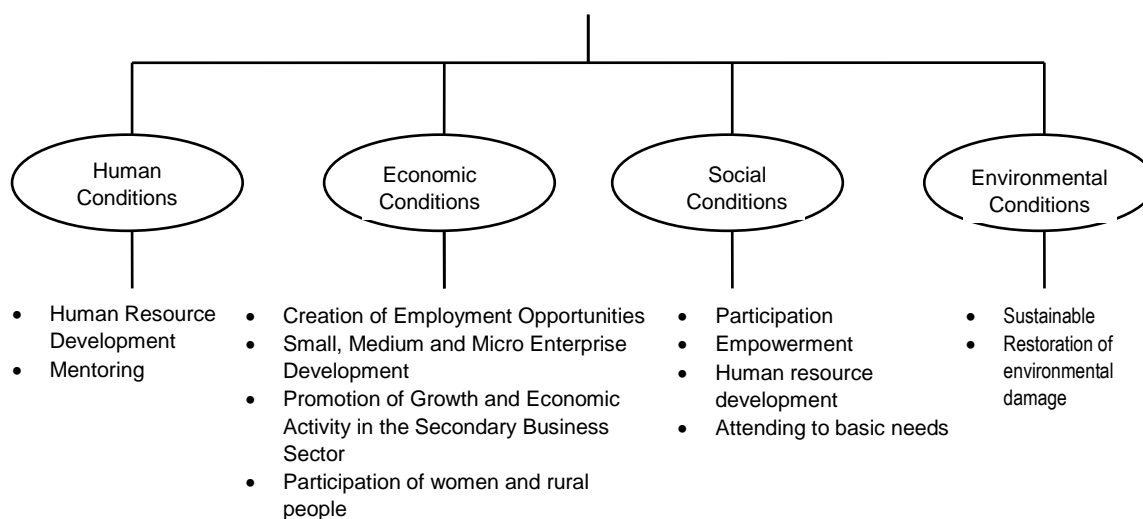 Human
Conditions
Economic
Conditions
Social
Conditions
Environmental
Conditions
• Human Resource
Development
• Mentoring
• Creation of Employment Opportunities
• Small, Medium and Micro Enterprise
Development
• Promotion of Growth and Economic
Activity in the Secondary Business
Sector
• Participation of women and rural
people
• Participation
• Empowerment
• Human resource
development
• Attending to basic needs
• Sustainable
• Restoration of
environmental
damage